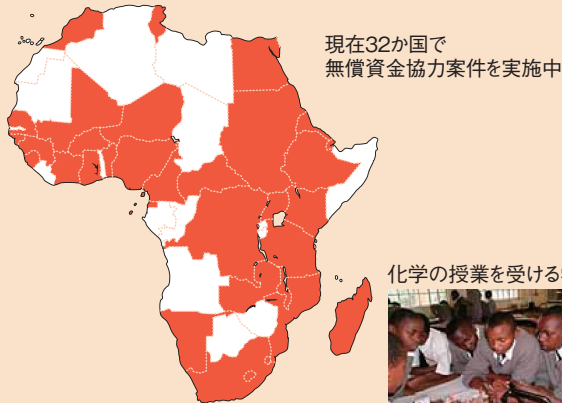 現在32か国で
無償資金協力案件を実施中
化学の授業を受ける